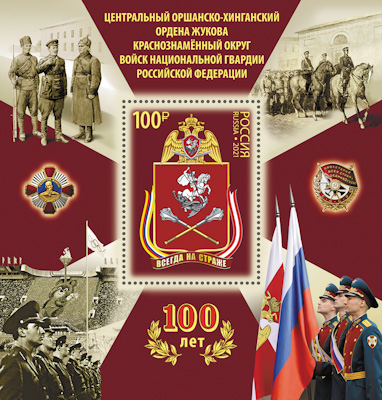 ЦЕНТРАЛЬНЫЙ ОРШАНСКО-ХИНГАНСКИЙ
ОРДЕНА ЖУКОВА
КРАСНОЗНАМЁННЫЙ ОКРУГ
ВОЙСК НАЦИОНАЛЬНОЙ ГВАРДИИ
РОССИЙСКОЙ ФЕДЕРАЦИИ
100₽
РОССИЯ
RUSSIA • 2021
ВСЕГДА НА СТРАЖЕ
100
лет